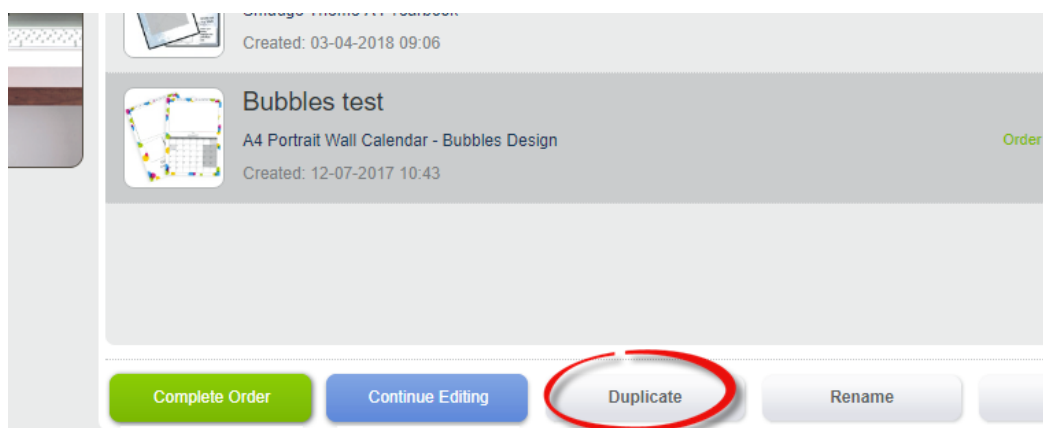 Created: 03-04-2018 09:06
Bubbles test
A4 Portrait Wall Calendar - Bubbles Design
Order
Created: 12-07-2017 10:43
Complete Order
Continue Editing
Duplicate
Rename